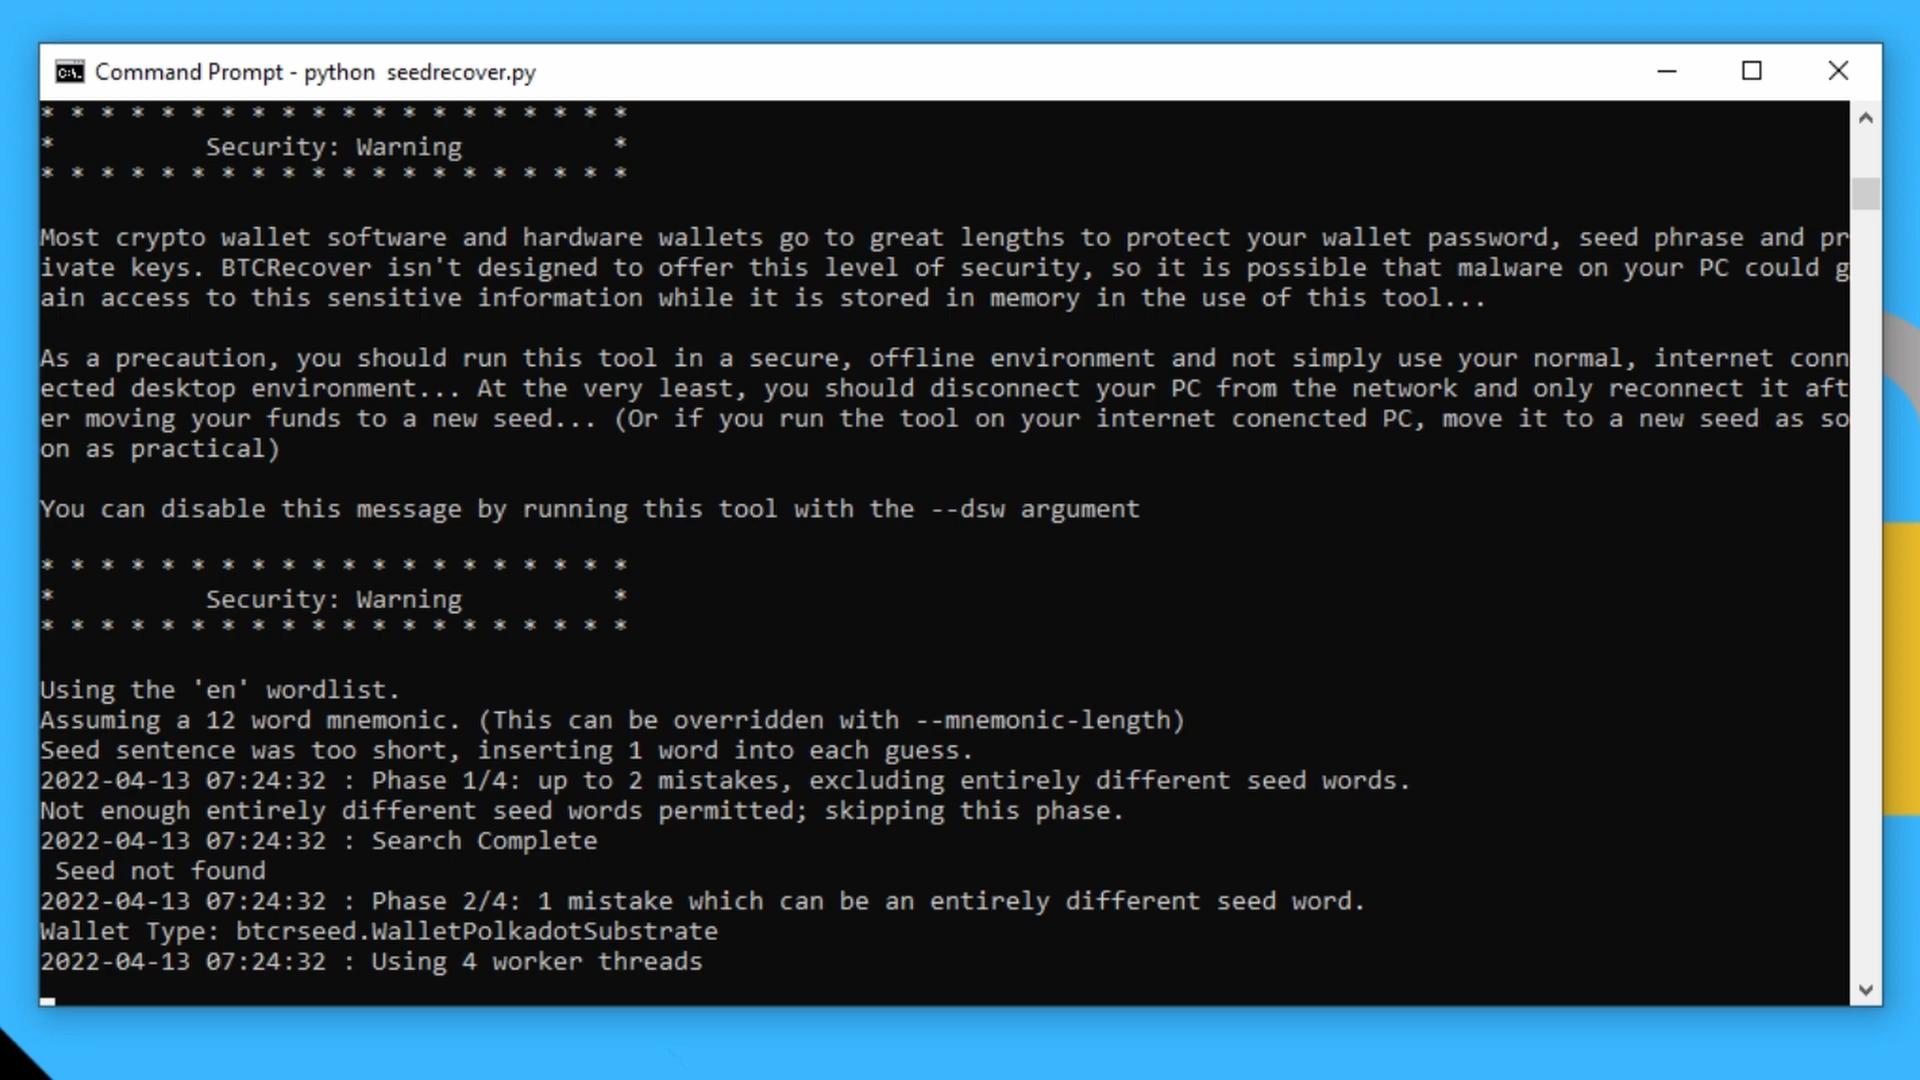 Command Prompt - python  seedrecover.py
* * * * * * * * * * * * * * * * * * * *
*          Security: Warning          *
* * * * * * * * * * * * * * * * * * * *
Most crypto wallet software and hardware wallets go to great lengths to protect your wallet password, seed phrase and pr
ivate keys. BTCRecover isn't designed to offer this level of security, so it is possible that malware on your PC could g
ain access to this sensitive information while it is stored in memory in the use of this tool...
As a precaution, you should run this tool in a secure, offline environment and not simply use your normal, internet conn
ected desktop environment... At the very least, you should disconnect your PC from the network and only reconnect it aft
er moving your funds to a new seed... (Or if you run the tool on your internet conencted PC, move it to a new seed as so
on as practical)
You can disable this message by running this tool with the --dsw argument
* * * * * * * * * * * * * * * * * * * *
*          Security: Warning          *
* * * * * * * * * * * * * * * * * * * *
Using the 'en' wordlist.
Assuming a 12 word mnemonic. (This can be overridden with --mnemonic-length)
Seed sentence was too short, inserting 1 word into each guess.
2022-04-13 07:24:32 : Phase 1/4: up to 2 mistakes, excluding entirely different seed words.
Not enough entirely different seed words permitted; skipping this phase.
2022-04-13 07:24:32 : Search Complete
 Seed not found
2022-04-13 07:24:32 : Phase 2/4: 1 mistake which can be an entirely different seed word.
Wallet Type: btcrseed.WalletPolkadotSubstrate
2022-04-13 07:24:32 : Using 4 worker threads